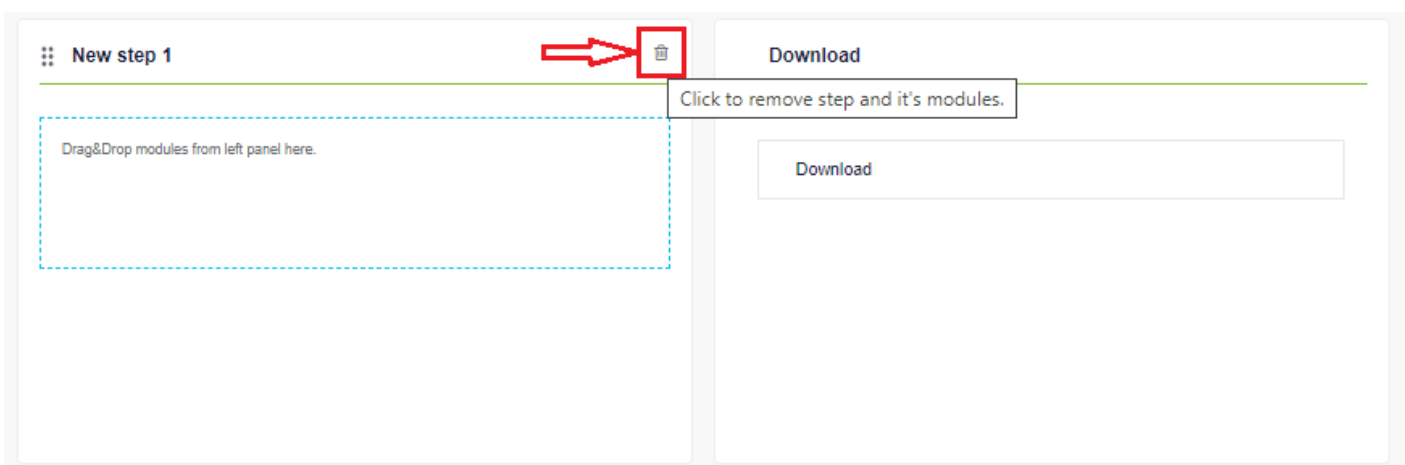 New step 1
Download
Click to remove step and it's modules.
Drag&Drop modules from left panel here.
Download